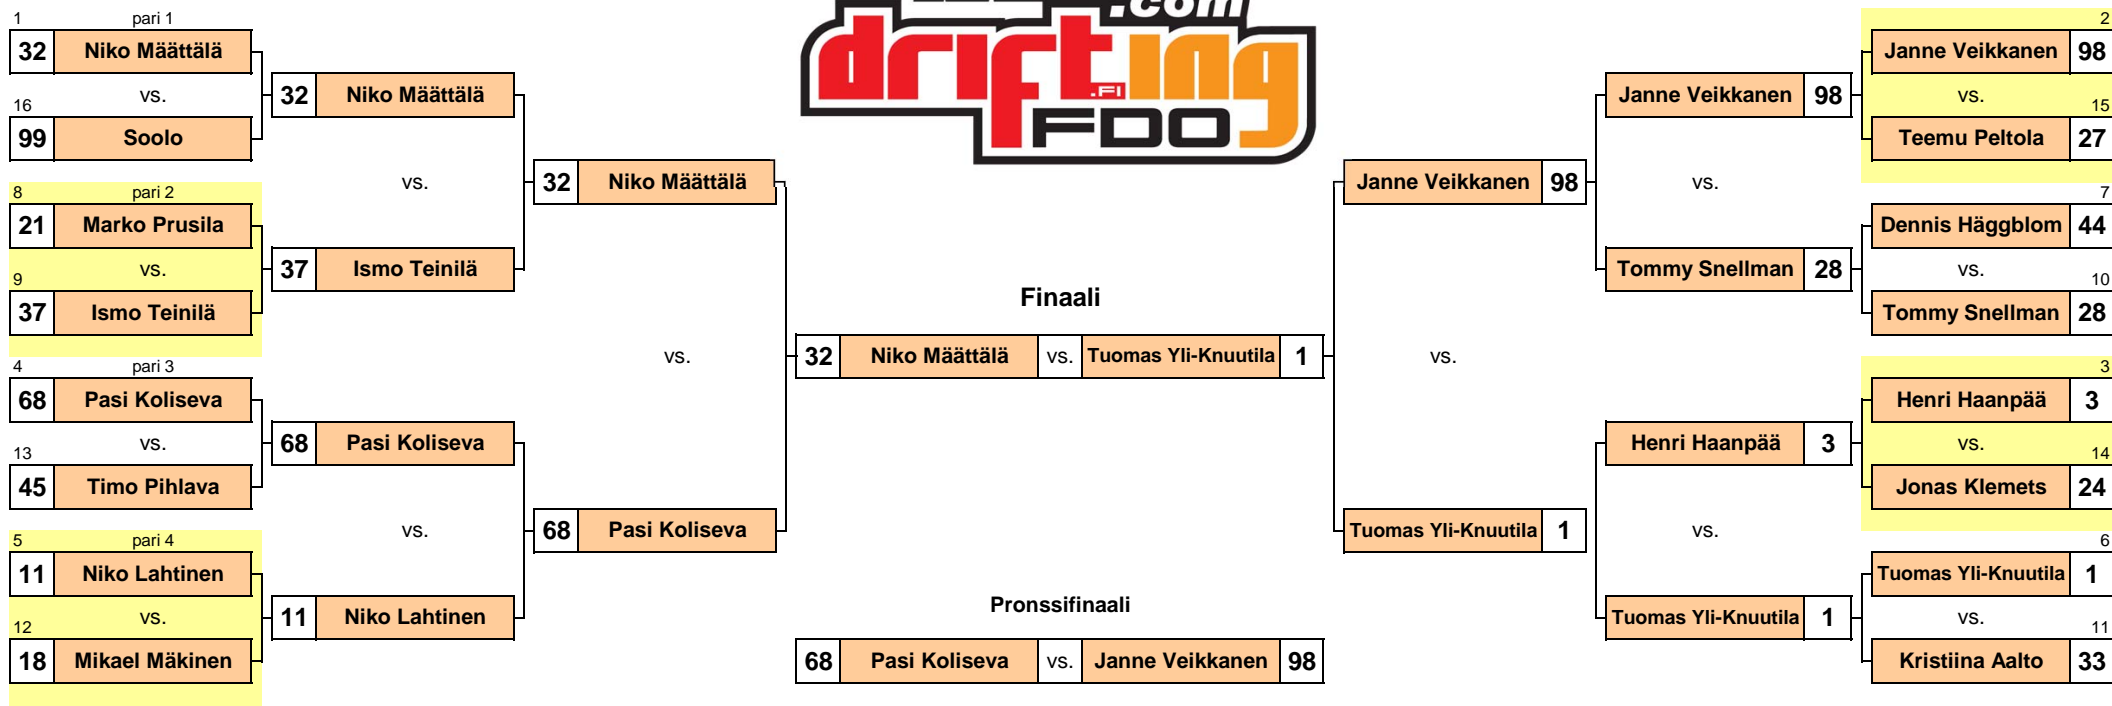 .com
drifting
.FI
FDO
1 pari 1
32 Niko Määttälä
vs.
16
99 Soolo
8 pari 2
21 Marko Prusila
vs.
9
37 Ismo Teinilä
4 pari 3
68 Pasi Koliseva
vs.
13
45 Timo Pihlava
5 pari 4
11 Niko Lahtinen
vs.
12
18 Mikael Mäkinen
32 Niko Määttälä
vs.
37 Ismo Teinilä
68 Pasi Koliseva
vs.
11 Niko Lahtinen
32 Niko Määttälä
vs.
68 Pasi Koliseva
Finaali
32 Niko Määttälä vs. Tuomas Yli-Knuutila 1
Pronssifinaali
68 Pasi Koliseva vs. Janne Veikkanen 98
Janne Veikkanen 98
vs.
Tuomas Yli-Knuutila 1
Janne Veikkanen 98
vs.
Tommy Snellman 28
Henri Haanpää 3
vs.
Tuomas Yli-Knuutila 1
2
Janne Veikkanen 98
vs.
15
Teemu Peltola 27
7
Dennis Häggblom 44
vs.
10
Tommy Snellman 28
3
Henri Haanpää 3
vs.
14
Jonas Klemets 24
6
Tuomas Yli-Knuutila 1
vs.
11
Kristiina Aalto 33